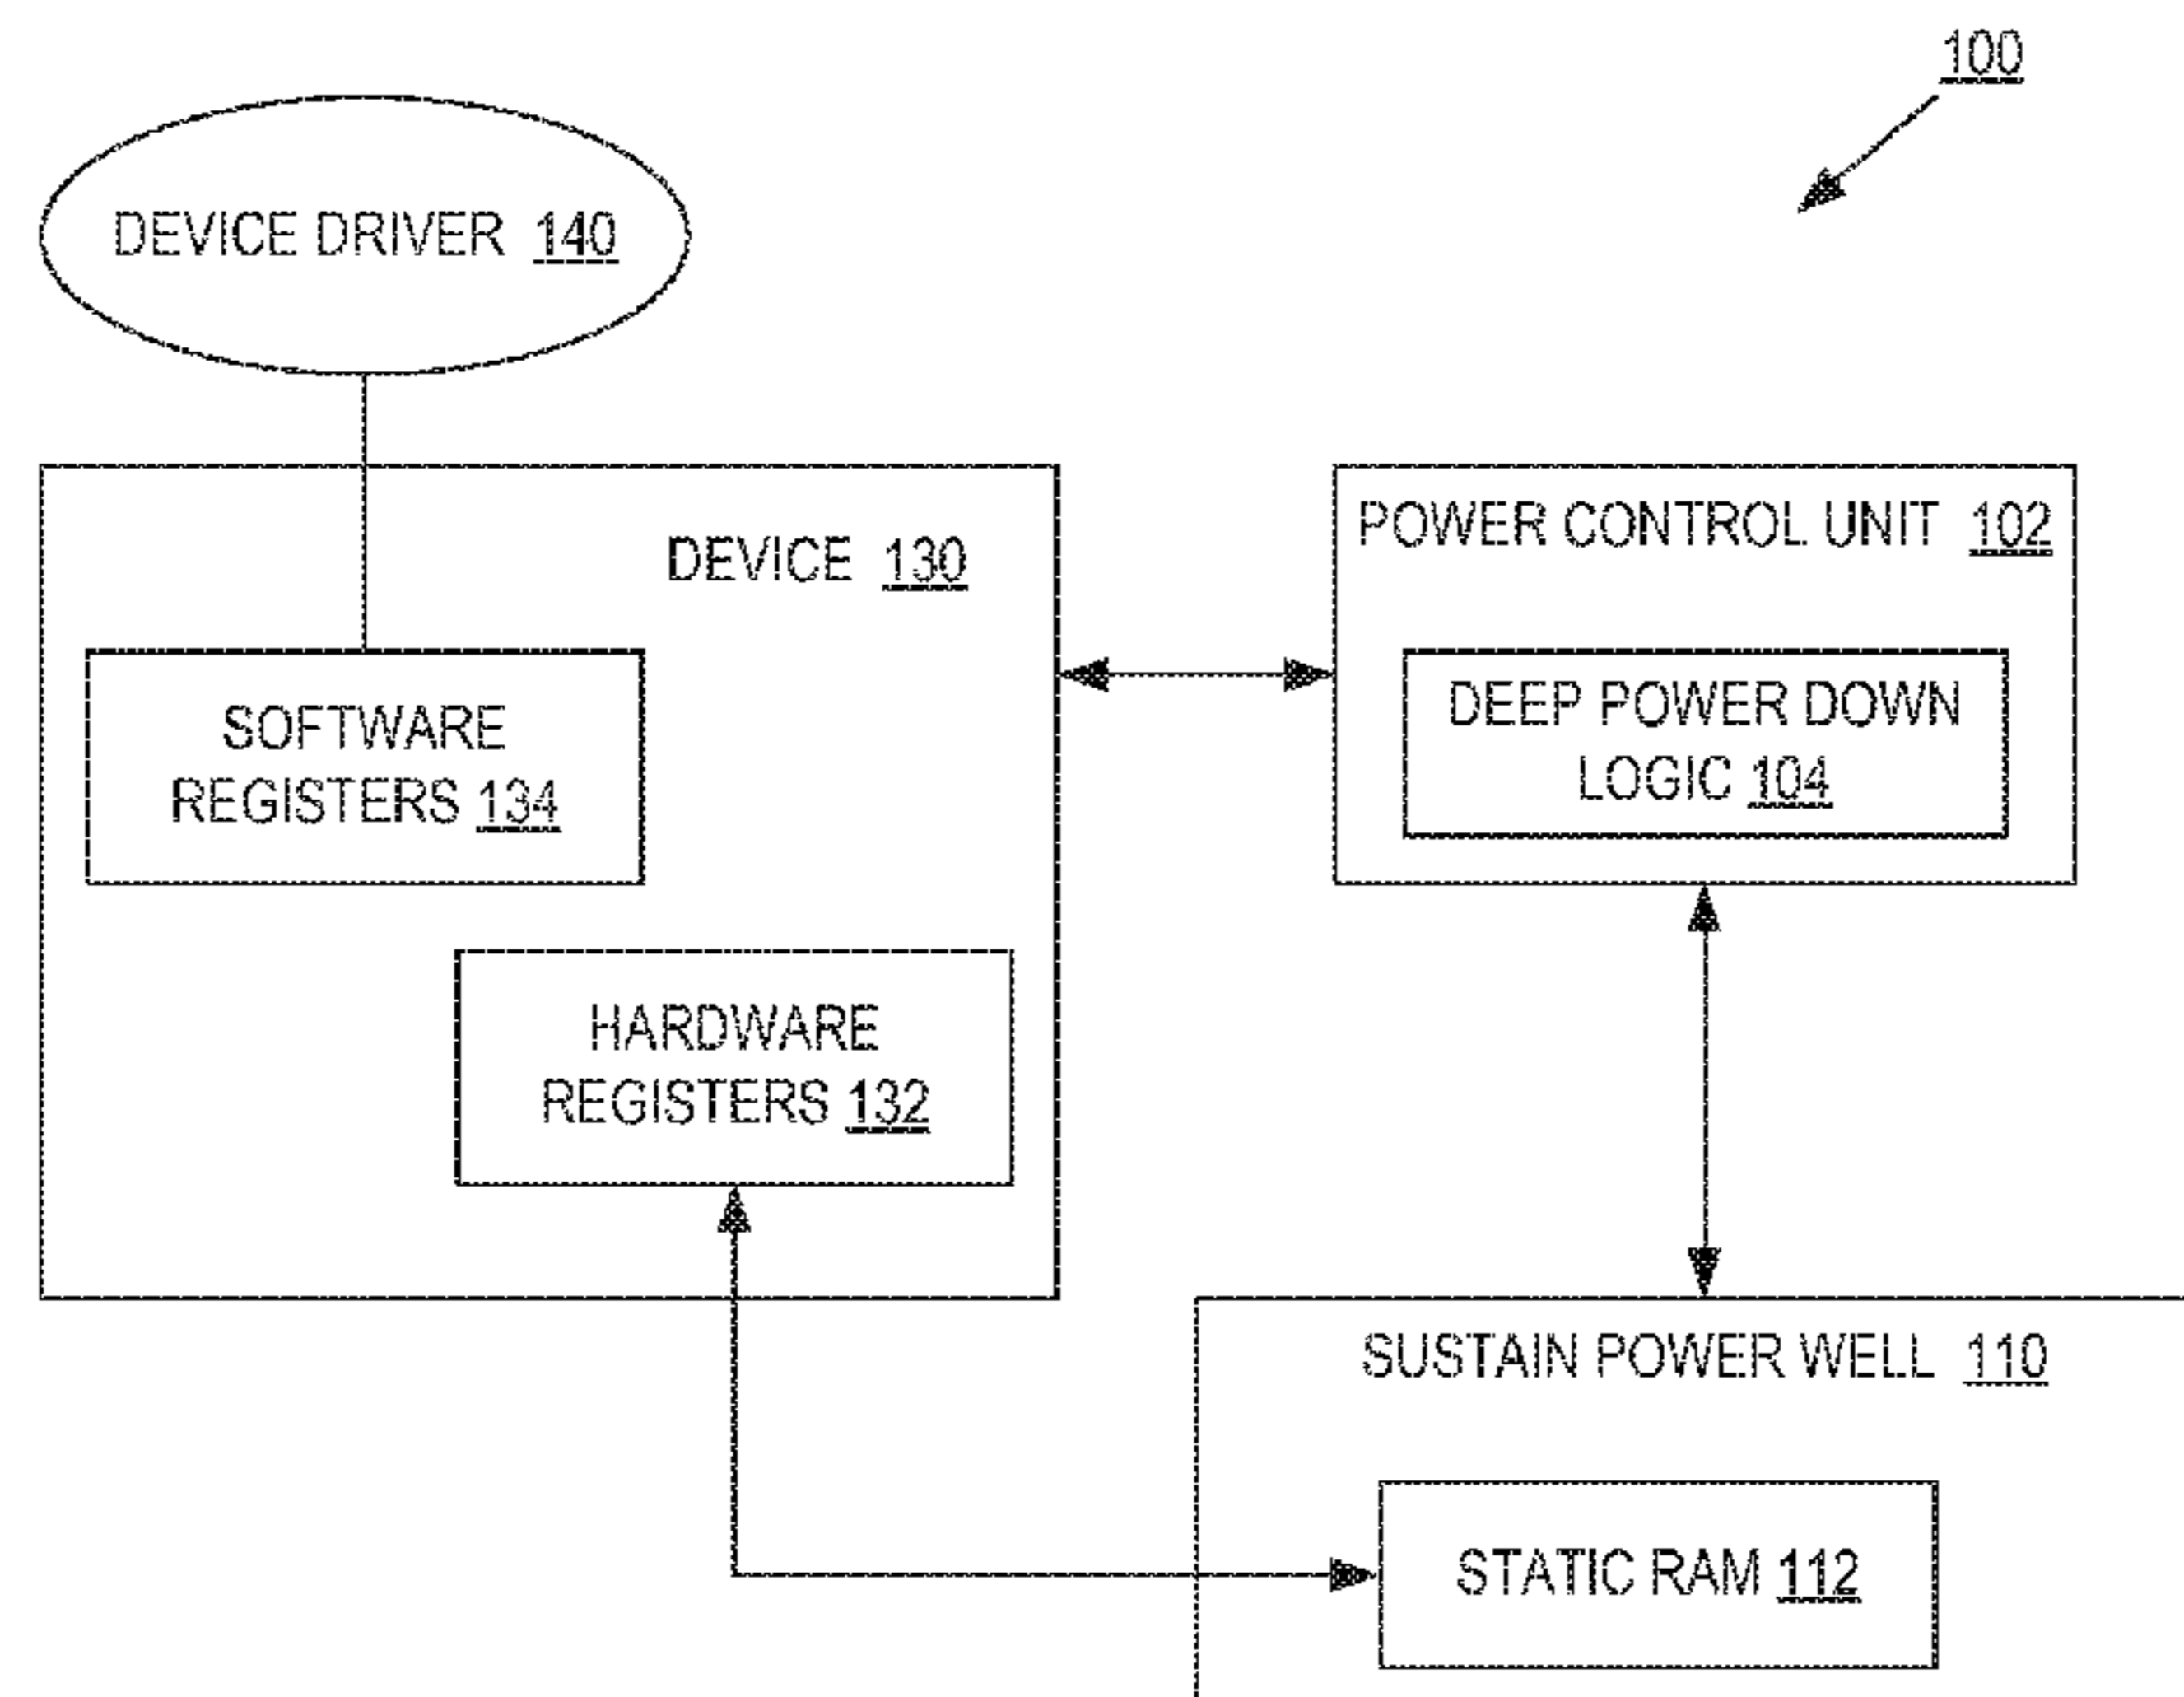 100
DEVICE DRIVER 140
DEVICE 130
POWER CONTROL UNIT 102
SOFTWARE
REGISTERS 134
DEEP POWER DOWN
LOGIC 104
HARDWARE
REGISTERS 132
SUSTAIN POWER WELL 110
STATIC RAM 112